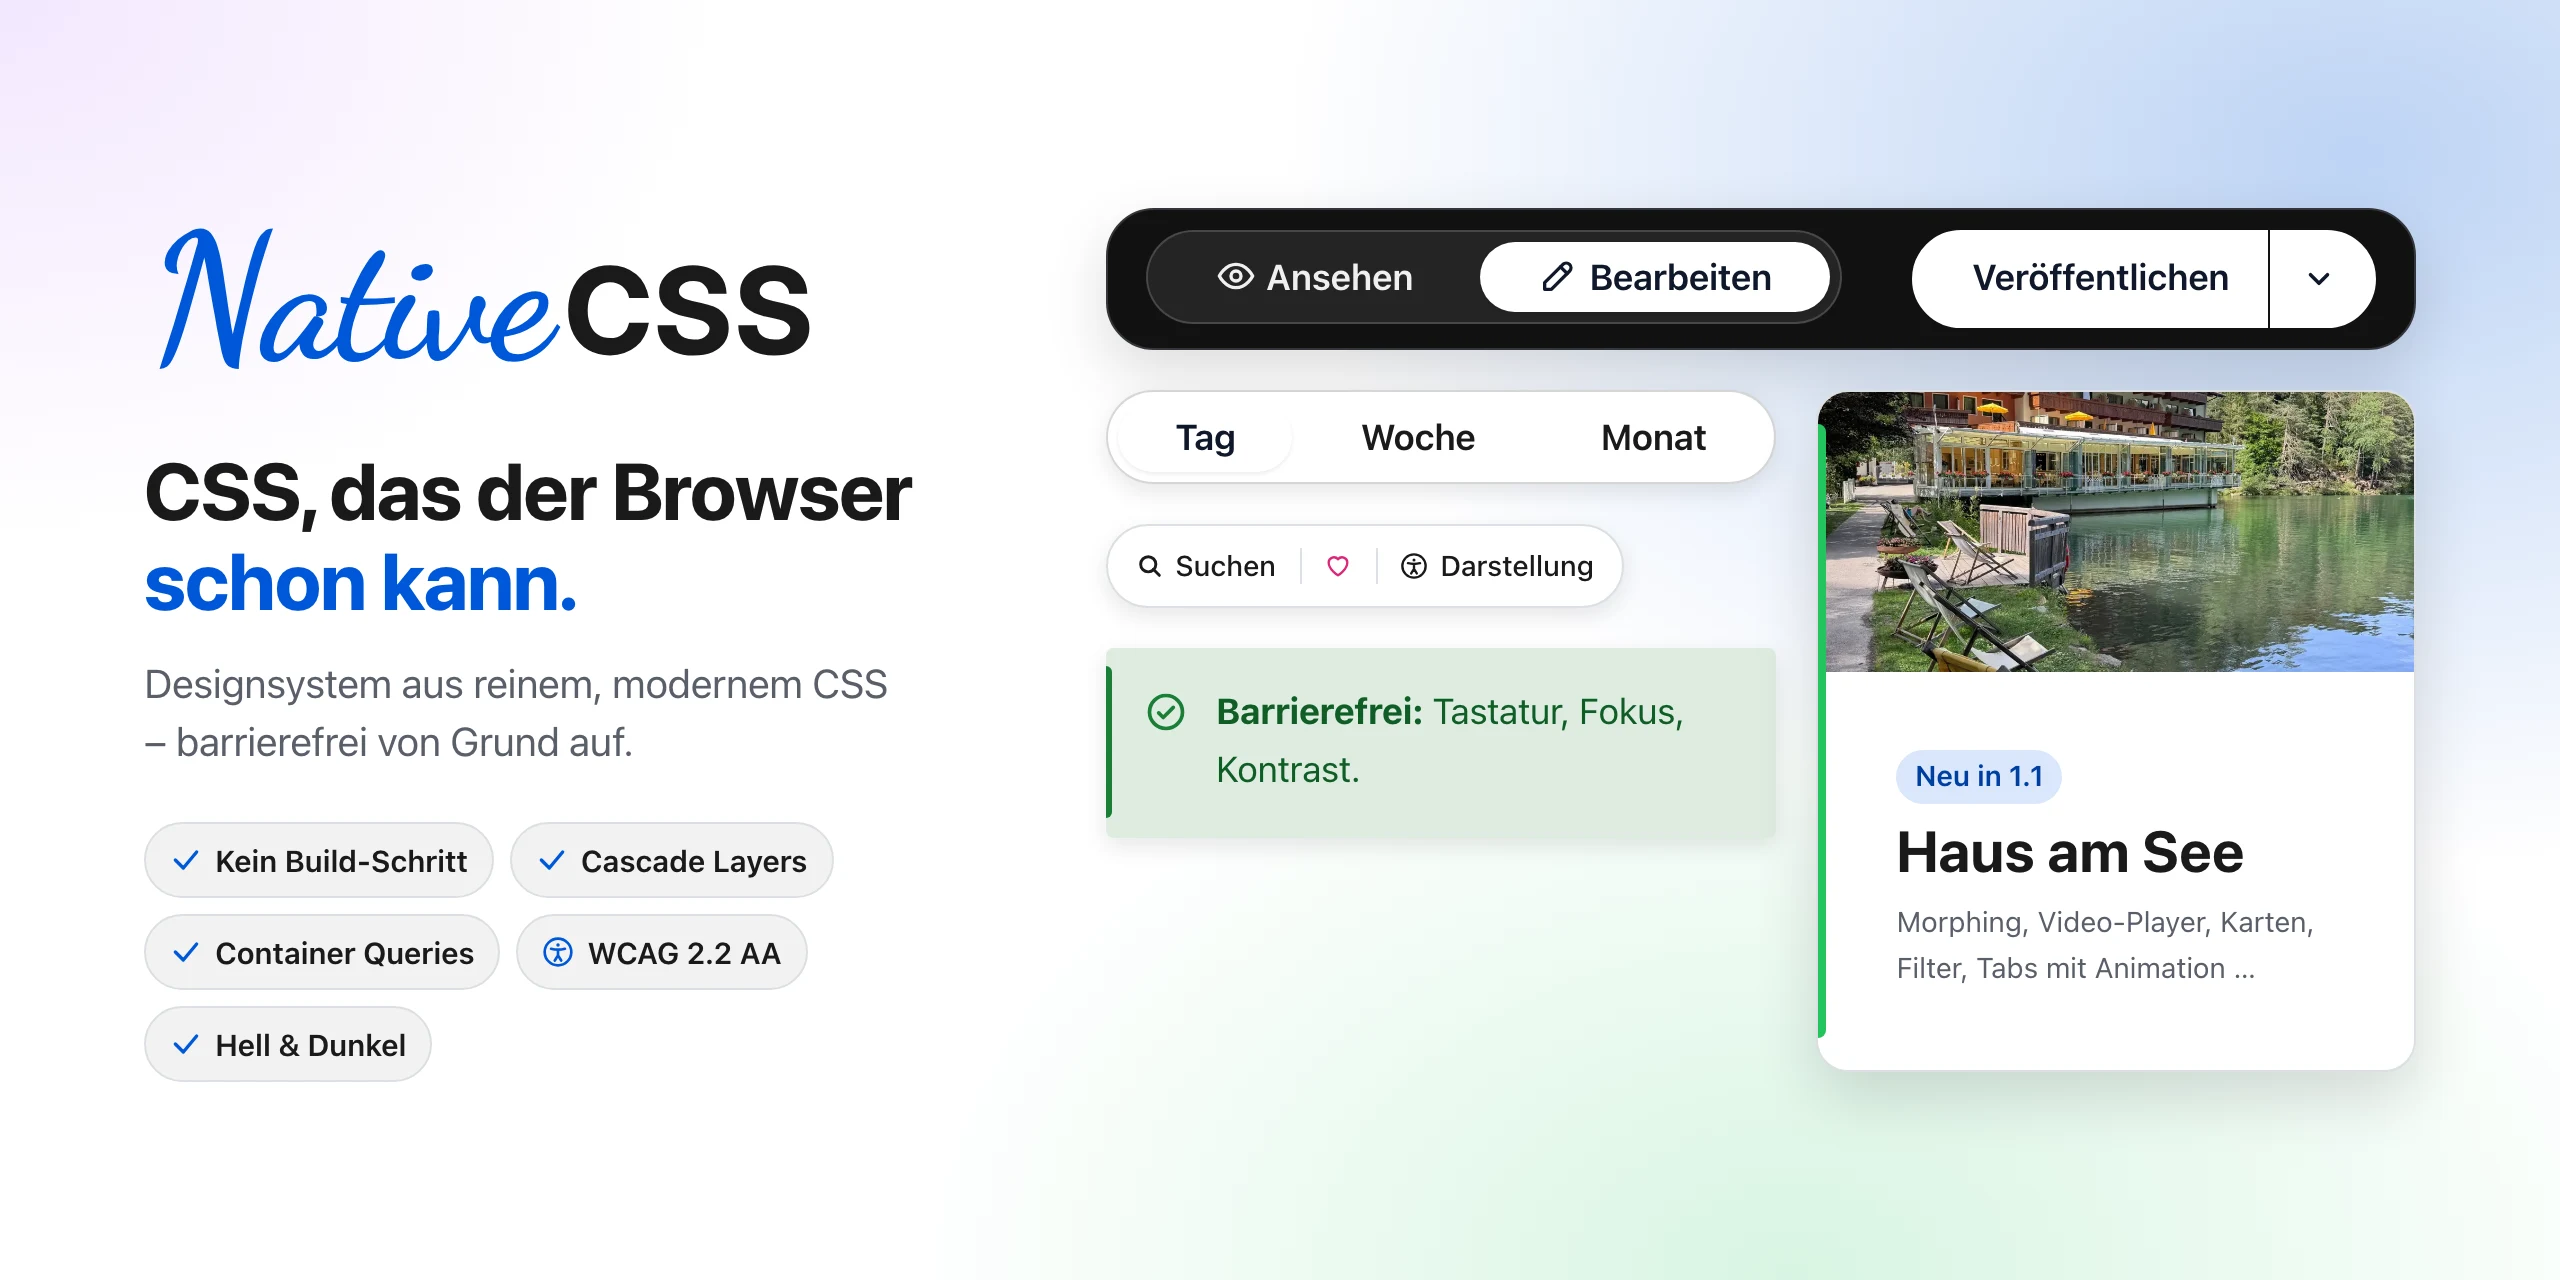 Native CSS
CSS, das der Browser
schon kann.
Designsystem aus reinem, modernem CSS
– barrierefrei von Grund auf.
Kein Build-Schritt
Cascade Layers
Container Queries
WCAG 2.2 AA
Hell & Dunkel
Ansehen
Bearbeiten
Veröffentlichen
Tag
Woche
Monat
Suchen
Darstellung
Barrierefrei: Tastatur, Fokus,
Kontrast.
Neu in 1.1
Haus am See
Morphing, Video-Player, Karten,
Filter, Tabs mit Animation ...